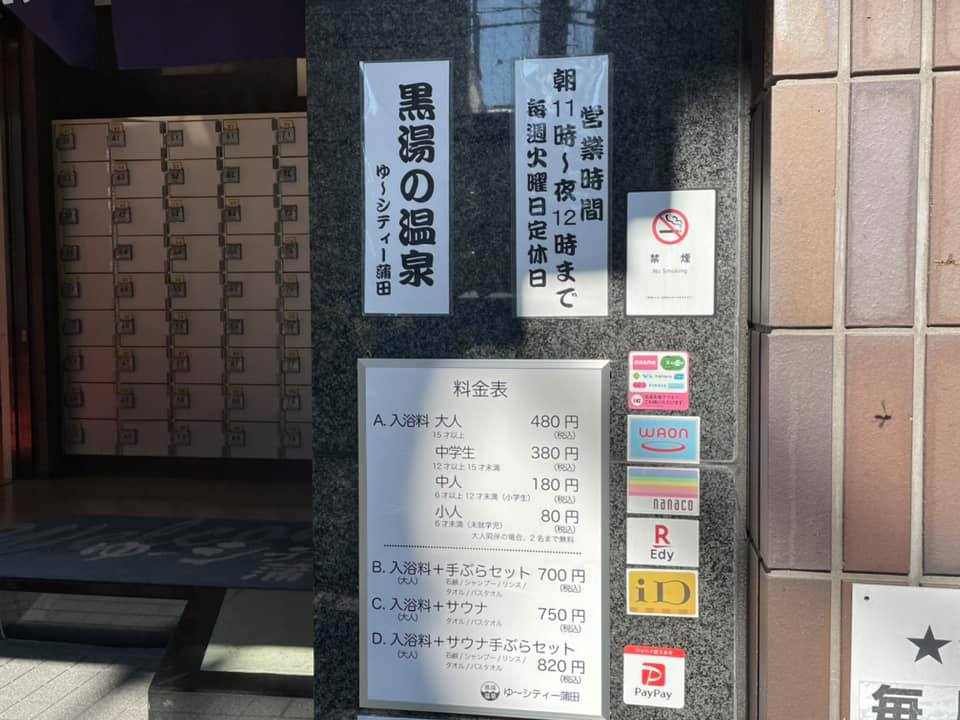 黒湯の温泉
ゆ〜シティー蒲田
営業時間
朝11時〜夜12時まで
毎週火曜日定休日
禁煙
No Smoking
料金表
A. 入浴料 大人 480円
15才以上 (税込)
中学生 380円
12才以上15才未満 (税込)
中人 180円
6才以上12才未満(小学生) (税込)
小人 80円
6才未満(未就学児) (税込)
大人同伴の場合、2名まで無料
B. 入浴料+手ぶらセット 700円
(大人) 石鹸/シャンプー/リンス/ (税込)
タオル/バスタオル
C. 入浴料+サウナ 750円
(大人) タオル/バスタオル (税込)
D. 入浴料+サウナ手ぶらセット
(大人) 石鹸/シャンプー/リンス/ 820円
タオル/バスタオル (税込)
ゆ〜シティー蒲田
WAON
nanaco
R
Edy
iD
PayPay
★
毎